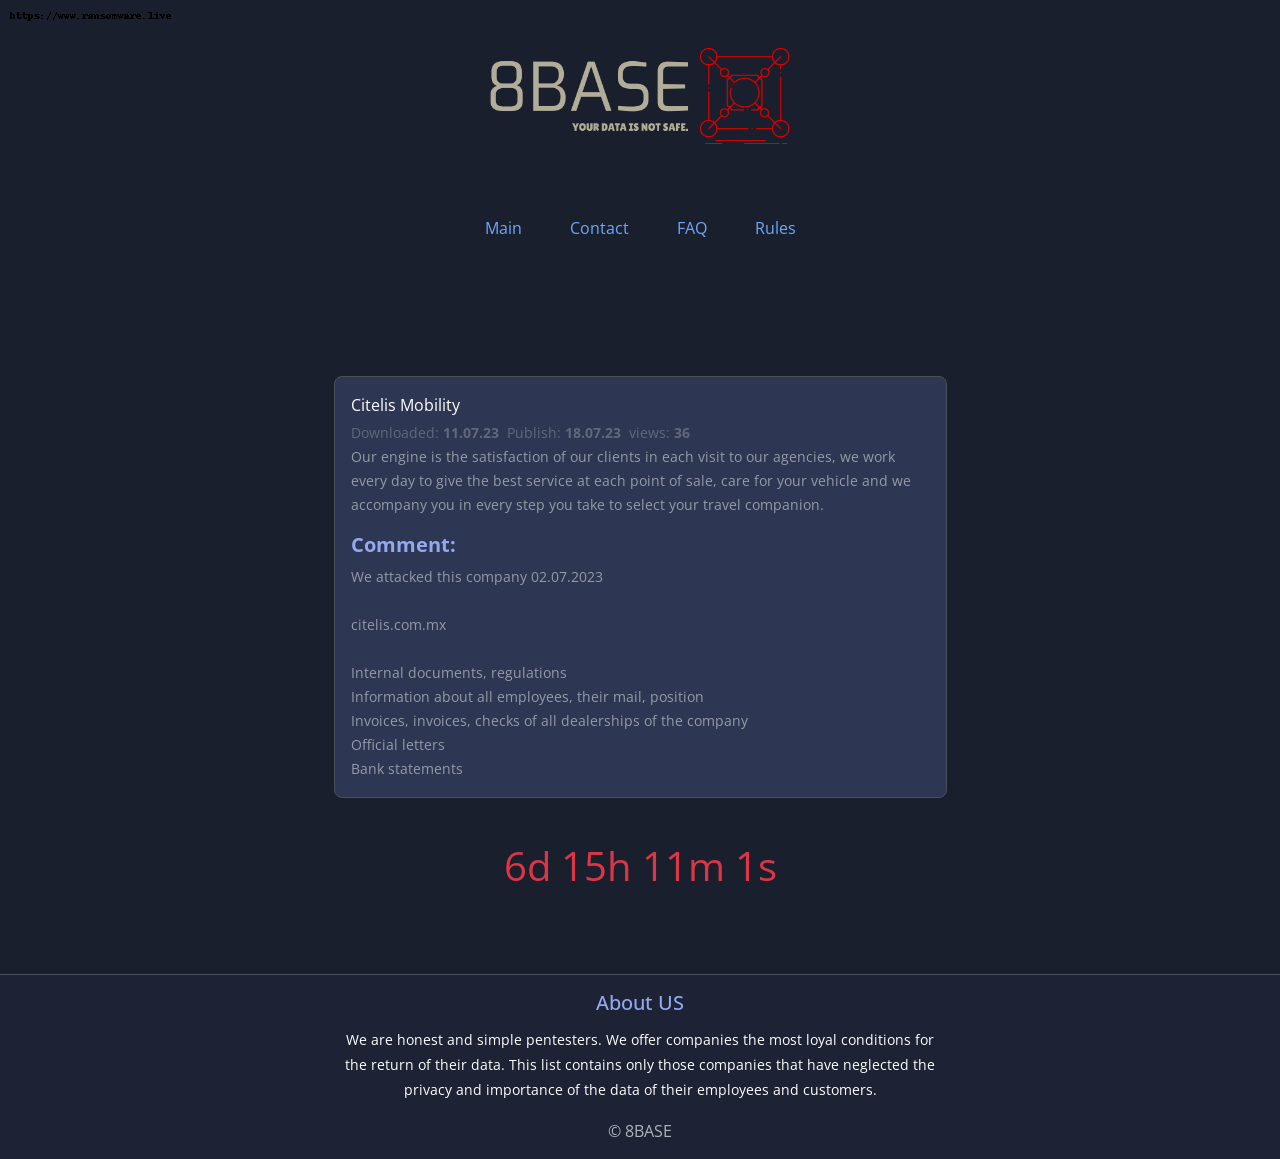 https://www.ransomware.live
8BASE
YOUR DATA IS NOT SAFE.
Main Contact FAQ Rules
Citelis Mobility
Downloaded: 11.07.23 Publish: 18.07.23 views: 36
Our engine is the satisfaction of our clients in each visit to our agencies, we work
every day to give the best service at each point of sale, care for your vehicle and we
accompany you in every step you take to select your travel companion.
Comment:
We attacked this company 02.07.2023
citelis.com.mx
Internal documents, regulations
Information about all employees, their mail, position
Invoices, invoices, checks of all dealerships of the company
Official letters
Bank statements
6d 15h 11m 1s
About US
We are honest and simple pentesters. We offer companies the most loyal conditions for
the return of their data. This list contains only those companies that have neglected the
privacy and importance of the data of their employees and customers.
© 8BASE